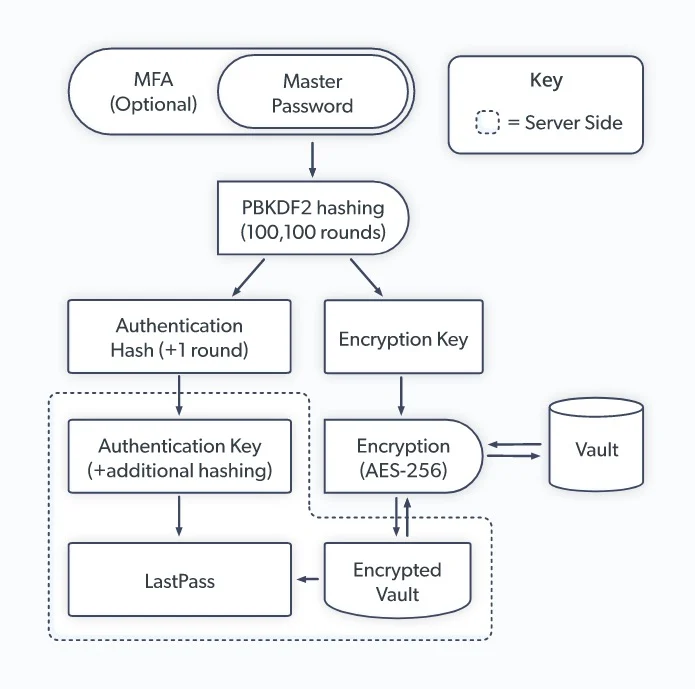 MFA
(Optional)
Master
Password
Key
= Server Side
PBKDF2 hashing
(100,100 rounds)
Authentication
Hash (+1 round)
Encryption Key
Authentication Key
(+additional hashing)
Encryption
(AES-256)
Vault
LastPass
Encrypted
Vault